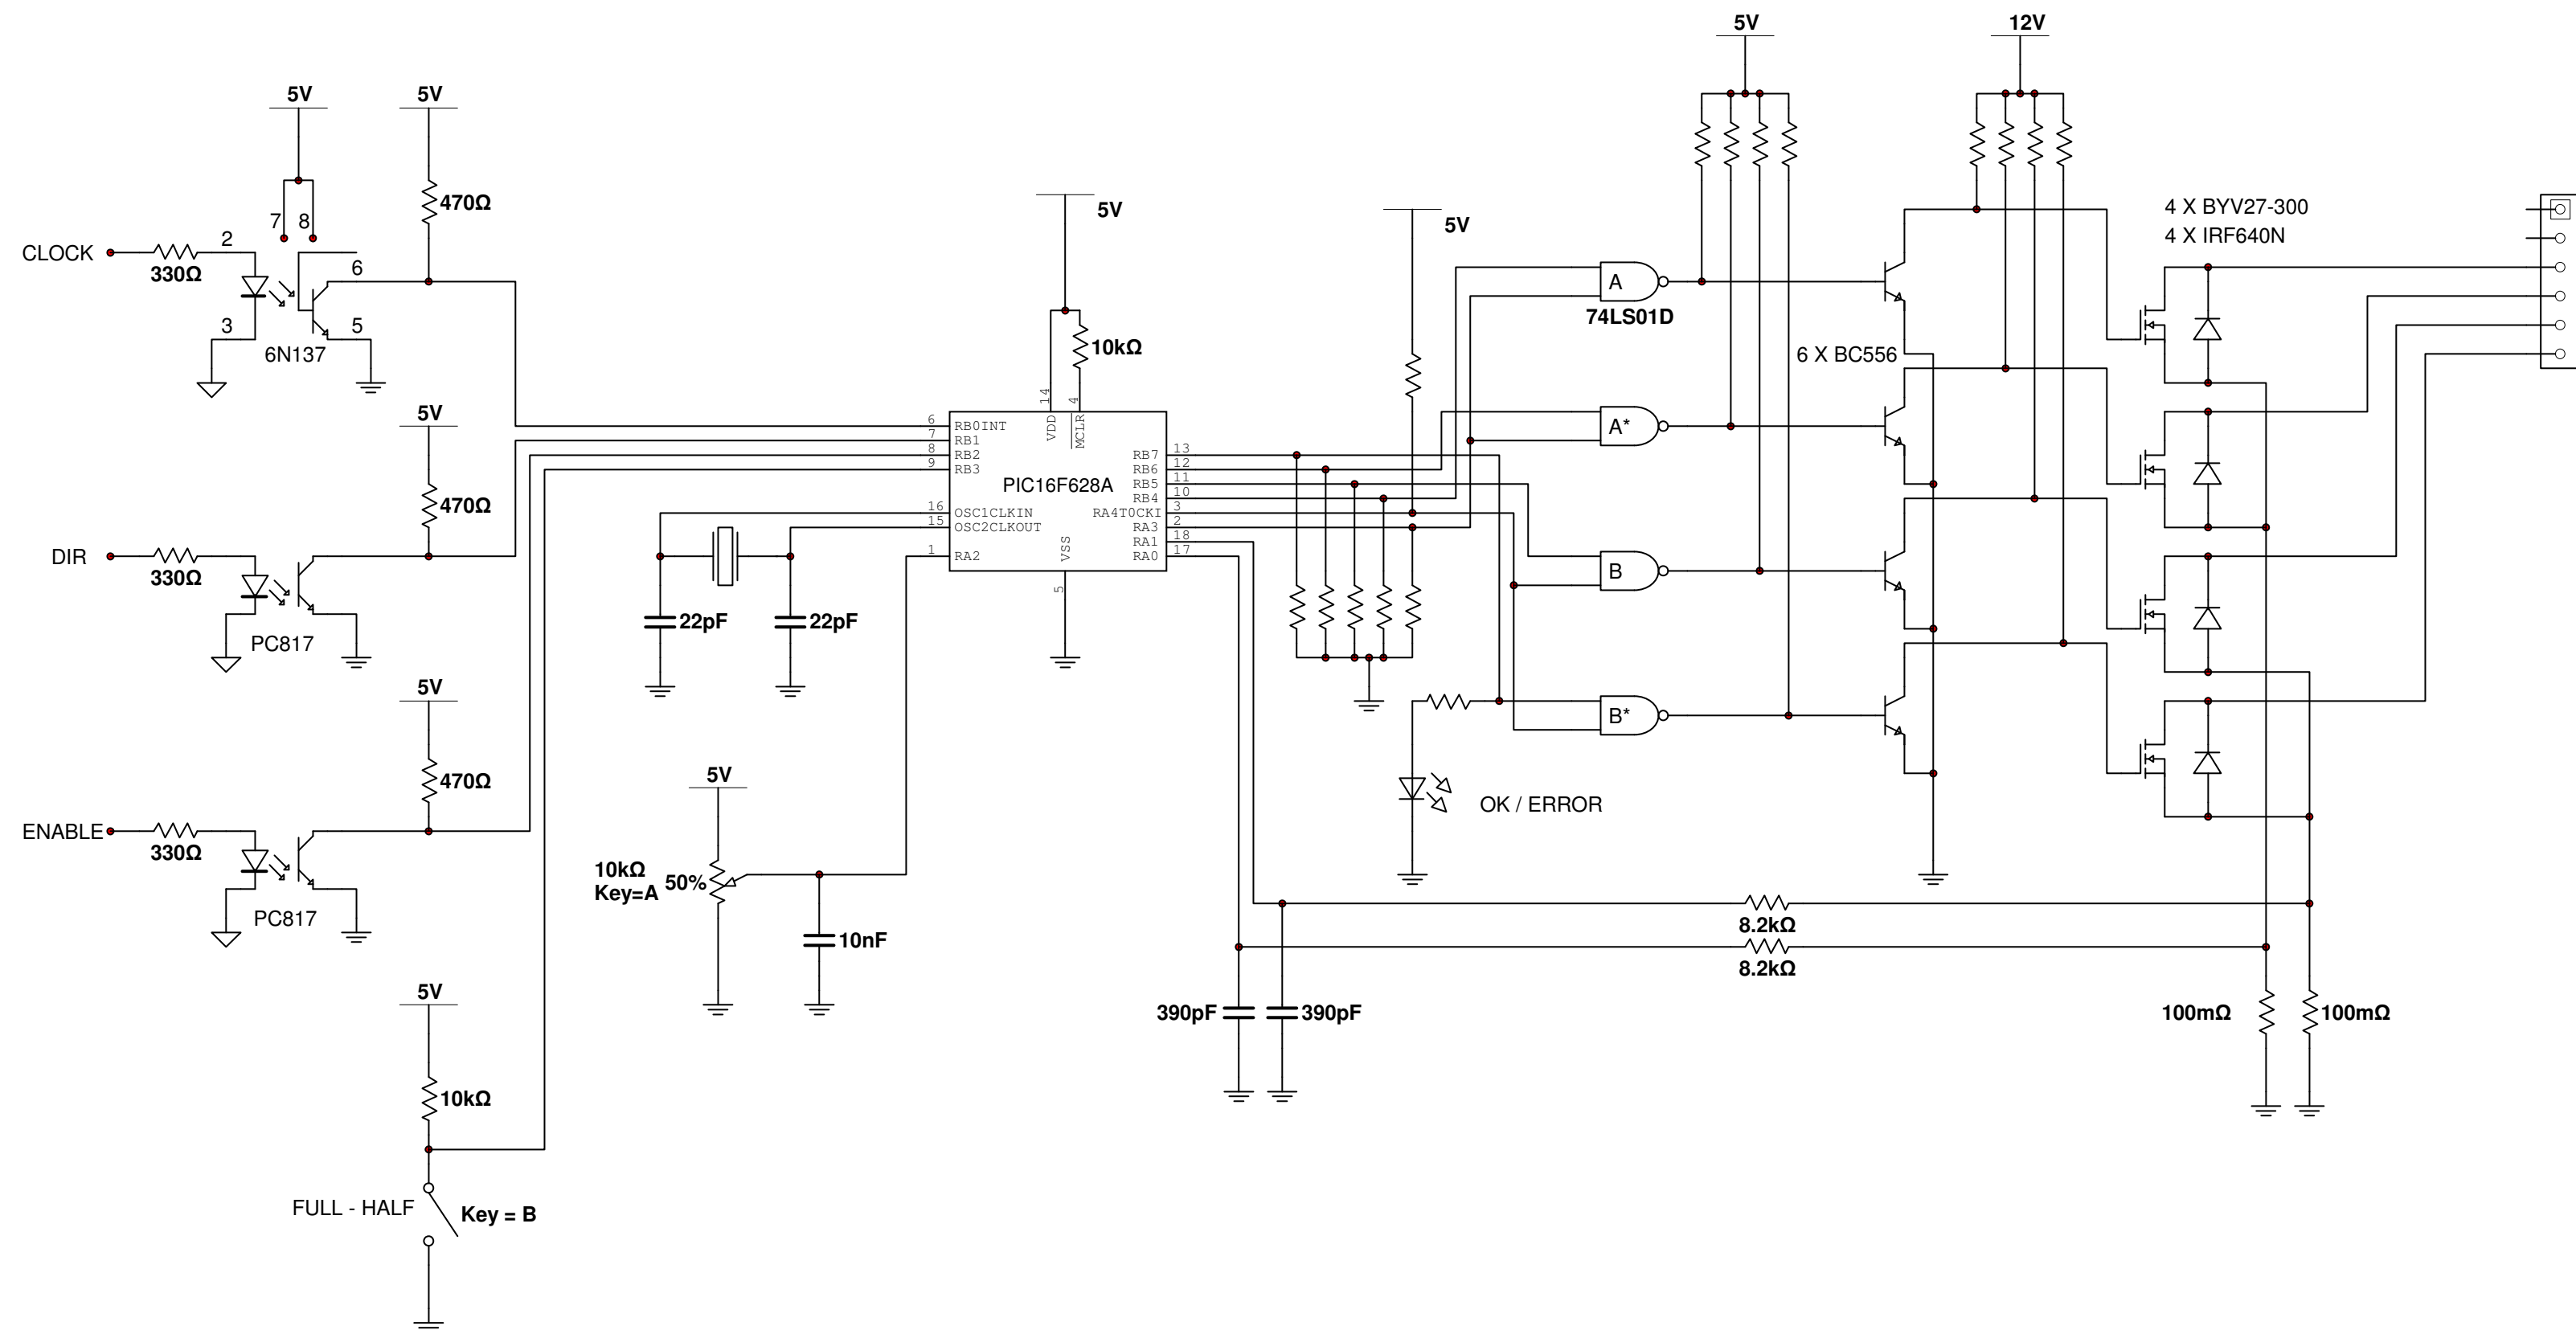 5V
12V
5V
5V
470Ω
7
8
CLOCK
2
330Ω
6
3
5
6N137
5V
10kΩ
5V
4 X BYV27-300
4 X IRF640N
A
74LS01D
6 X BC556
5V
470Ω
DIR
330Ω
PC817
14
4
VDD
MCLR
6
RB0INT
7
RB1
8
RB2
9
RB3
16
OSC1CLKIN
15
OSC2CLKOUT
1
RA2
PIC16F628A
RB7
13
RB6
12
RB5
11
RB4
10
RA4T0CKI
3
RA3
2
RA1
18
RA0
17
VSS
5
22pF
22pF
A*
B
B*
OK / ERROR
5V
470Ω
ENABLE
330Ω
PC817
5V
10kΩ
Key=A
50%
10nF
8.2kΩ
8.2kΩ
390pF
390pF
100mΩ
100mΩ
5V
10kΩ
FULL - HALF
Key = B